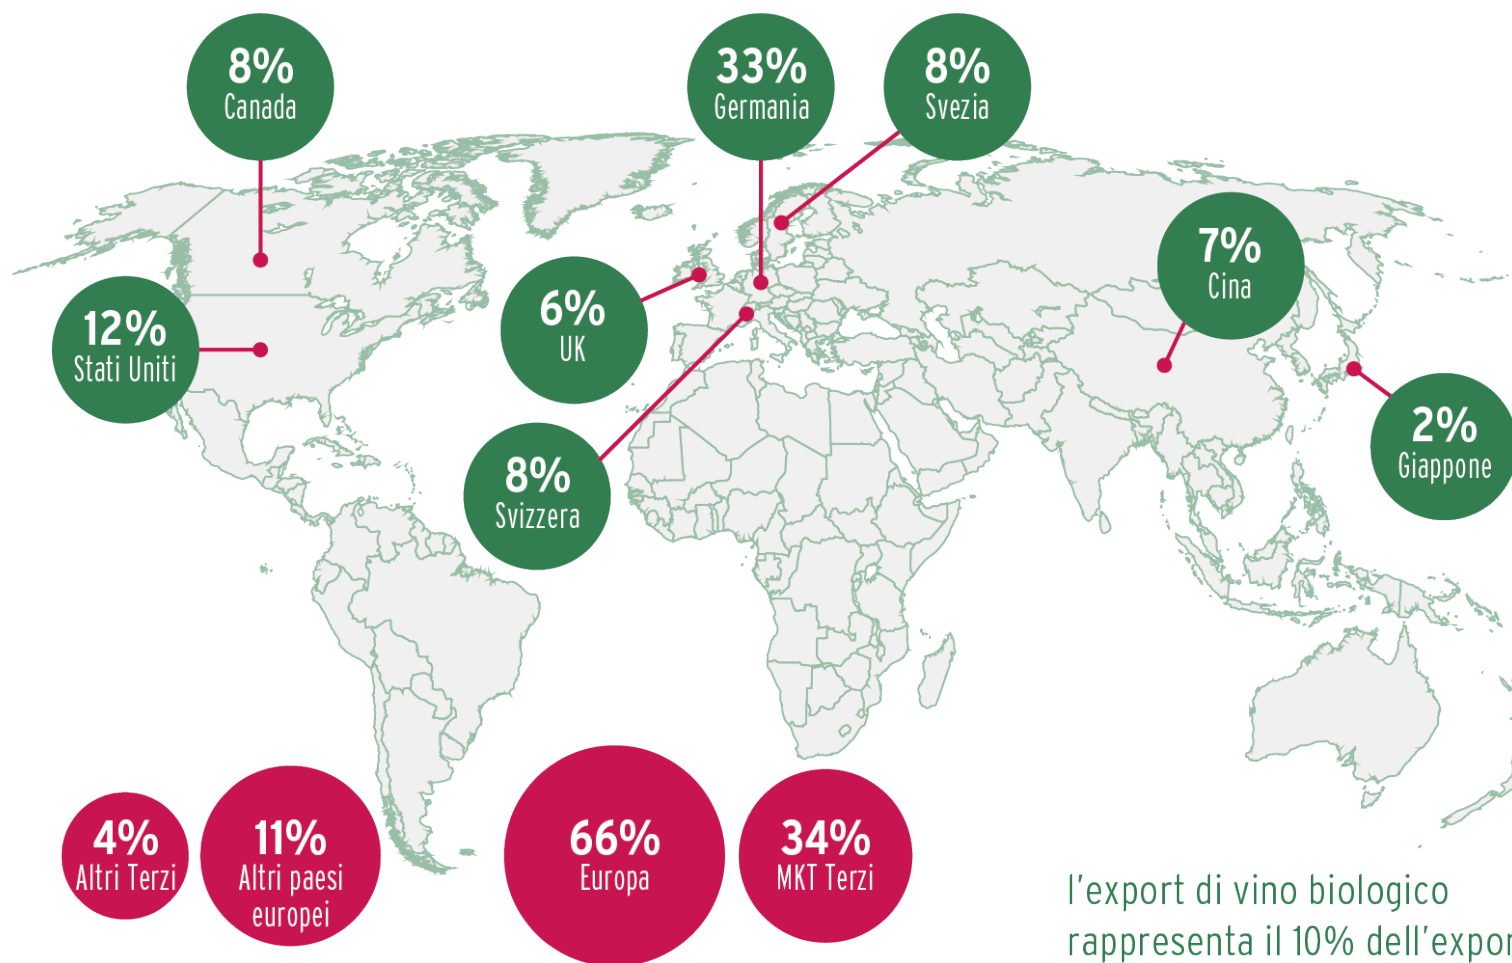 8%
Canada
33%
Germania
8%
Svezia
7%
Cina
12%
Stati Uniti
6%
UK
2%
Giappone
8%
Svizzera
4%
Altri Terzi
11%
Altri paesi
europei
66%
Europa
34%
MKT Terzi
l'export di vino biologico
rappresenta il 10% dell'expor